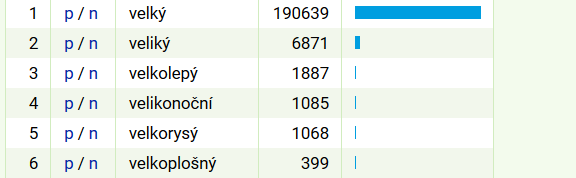 1 p / n velký 190639
2 p / n veliký 6871
3 p / n velkolepý 1887
4 p / n velikonoční 1085
5 p / n velkorysý 1068
6 p / n velkoplošný 399